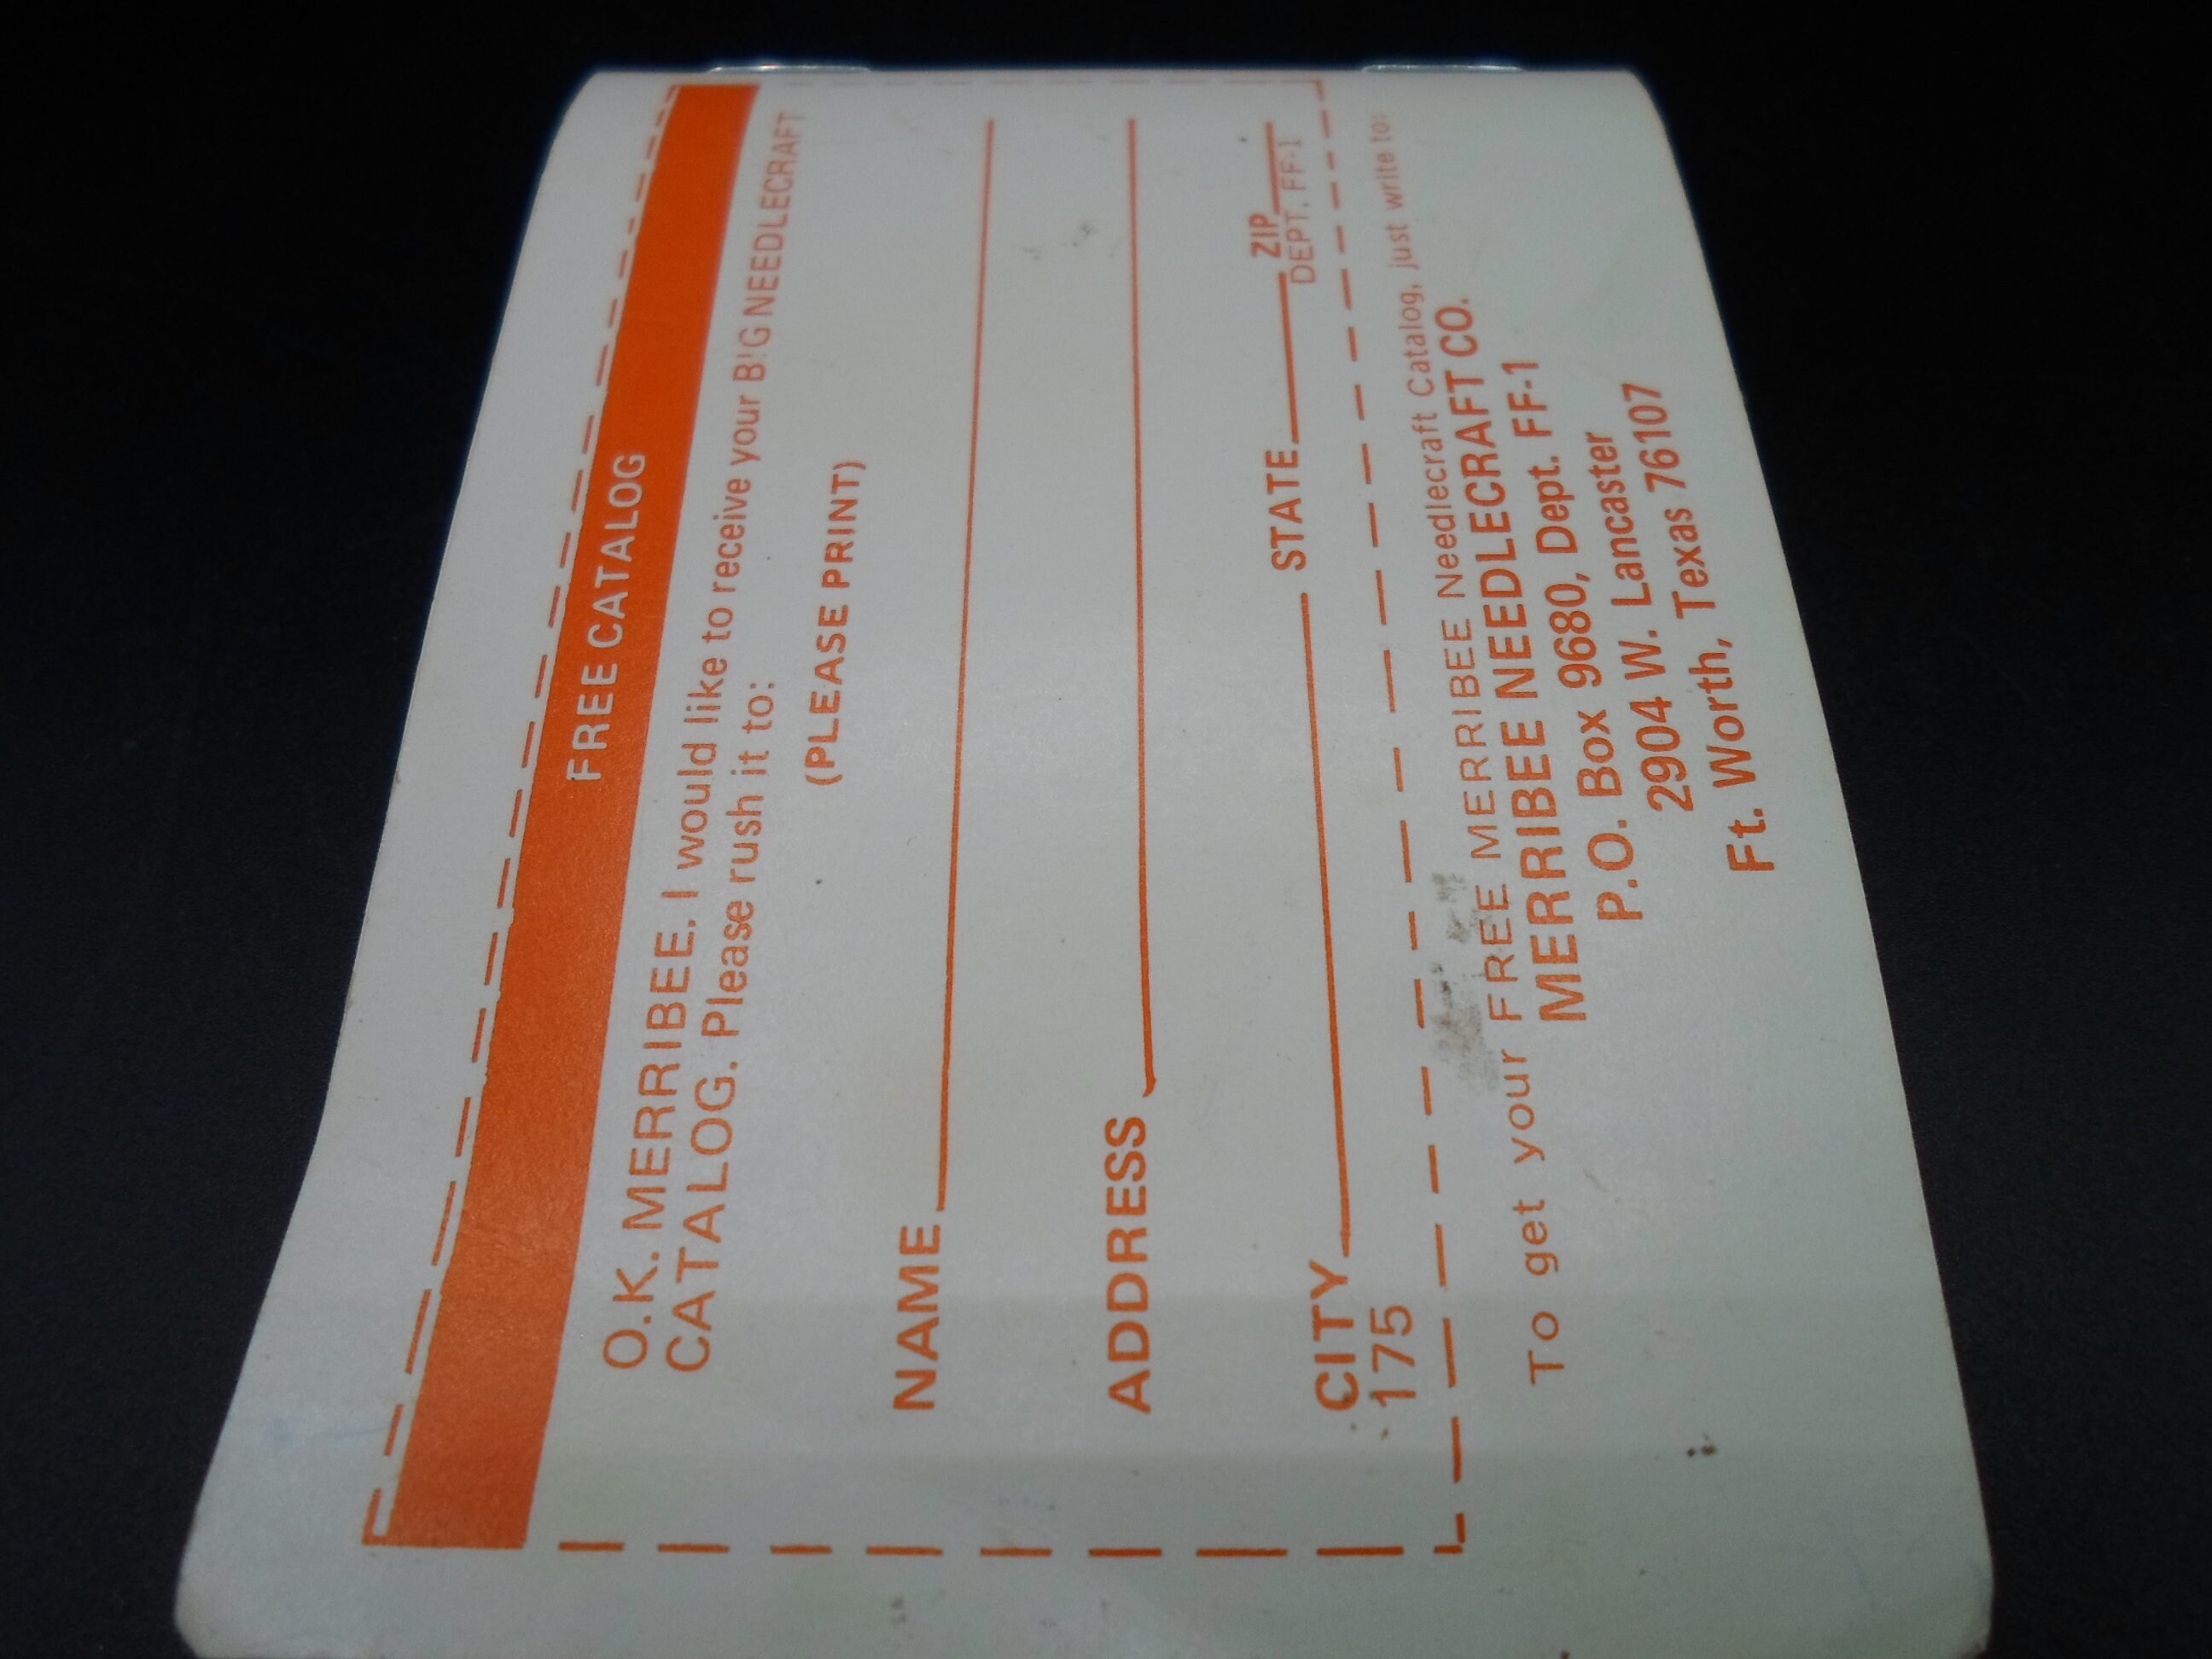 FREE CATALOG
O.K. MERRIBEE. I would like to receive your BIG NEEDLECRAFT
CATALOG. Please rush it to:
(PLEASE PRINT)
NAME
ADDRESS
CITY STATE ZIP
175 DEPT. FF-1
To get your FREE MERRIBEE Needlecraft Catalog, just write to:
MERRIBEE NEEDLECRAFT CO.
P.O. Box 9680, Dept. FF-1
2904 W. Lancaster
Ft. Worth, Texas 76107